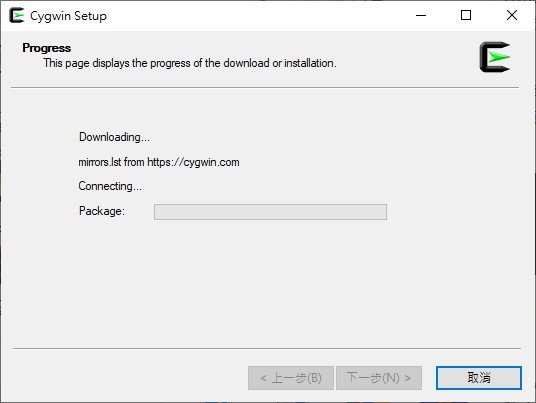 Cygwin Setup
Progress
This page displays the progress of the download or installation.
Downloading...
mirrors.lst from https://cygwin.com
Connecting...
Package:
< 上一步(B)
下一步(N) >
取消